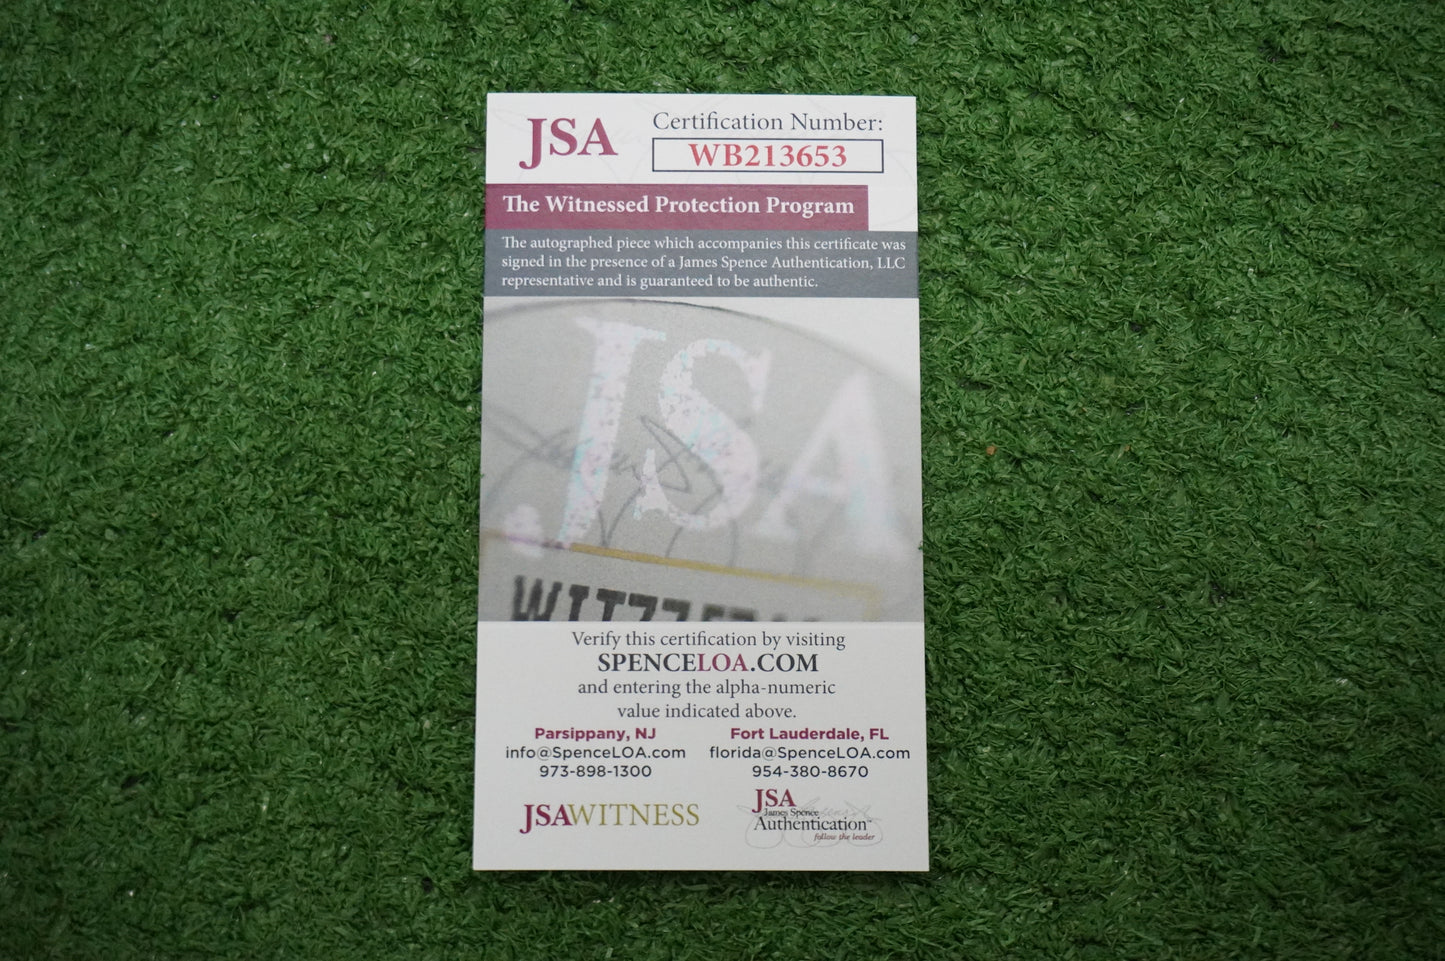 JSA
Certification Number:
WB213653
The Witnessed Protection Program
The autographed piece which accompanies this certificate was
signed in the presence of a James Spence Authentication, LLC
representative and is guaranteed to be authentic.
JSA
Verify this certification by visiting
SPENCELOA.COM
and entering the alpha-numeric
value indicated above.
Parsippany, NJ
info@SpenceLOA.com
973-898-1300
Fort Lauderdale, FL
florida@SpenceLOA.com
954-380-8670
JSAWITNESS
JSA
James Spence
Authentication™
follow the leader